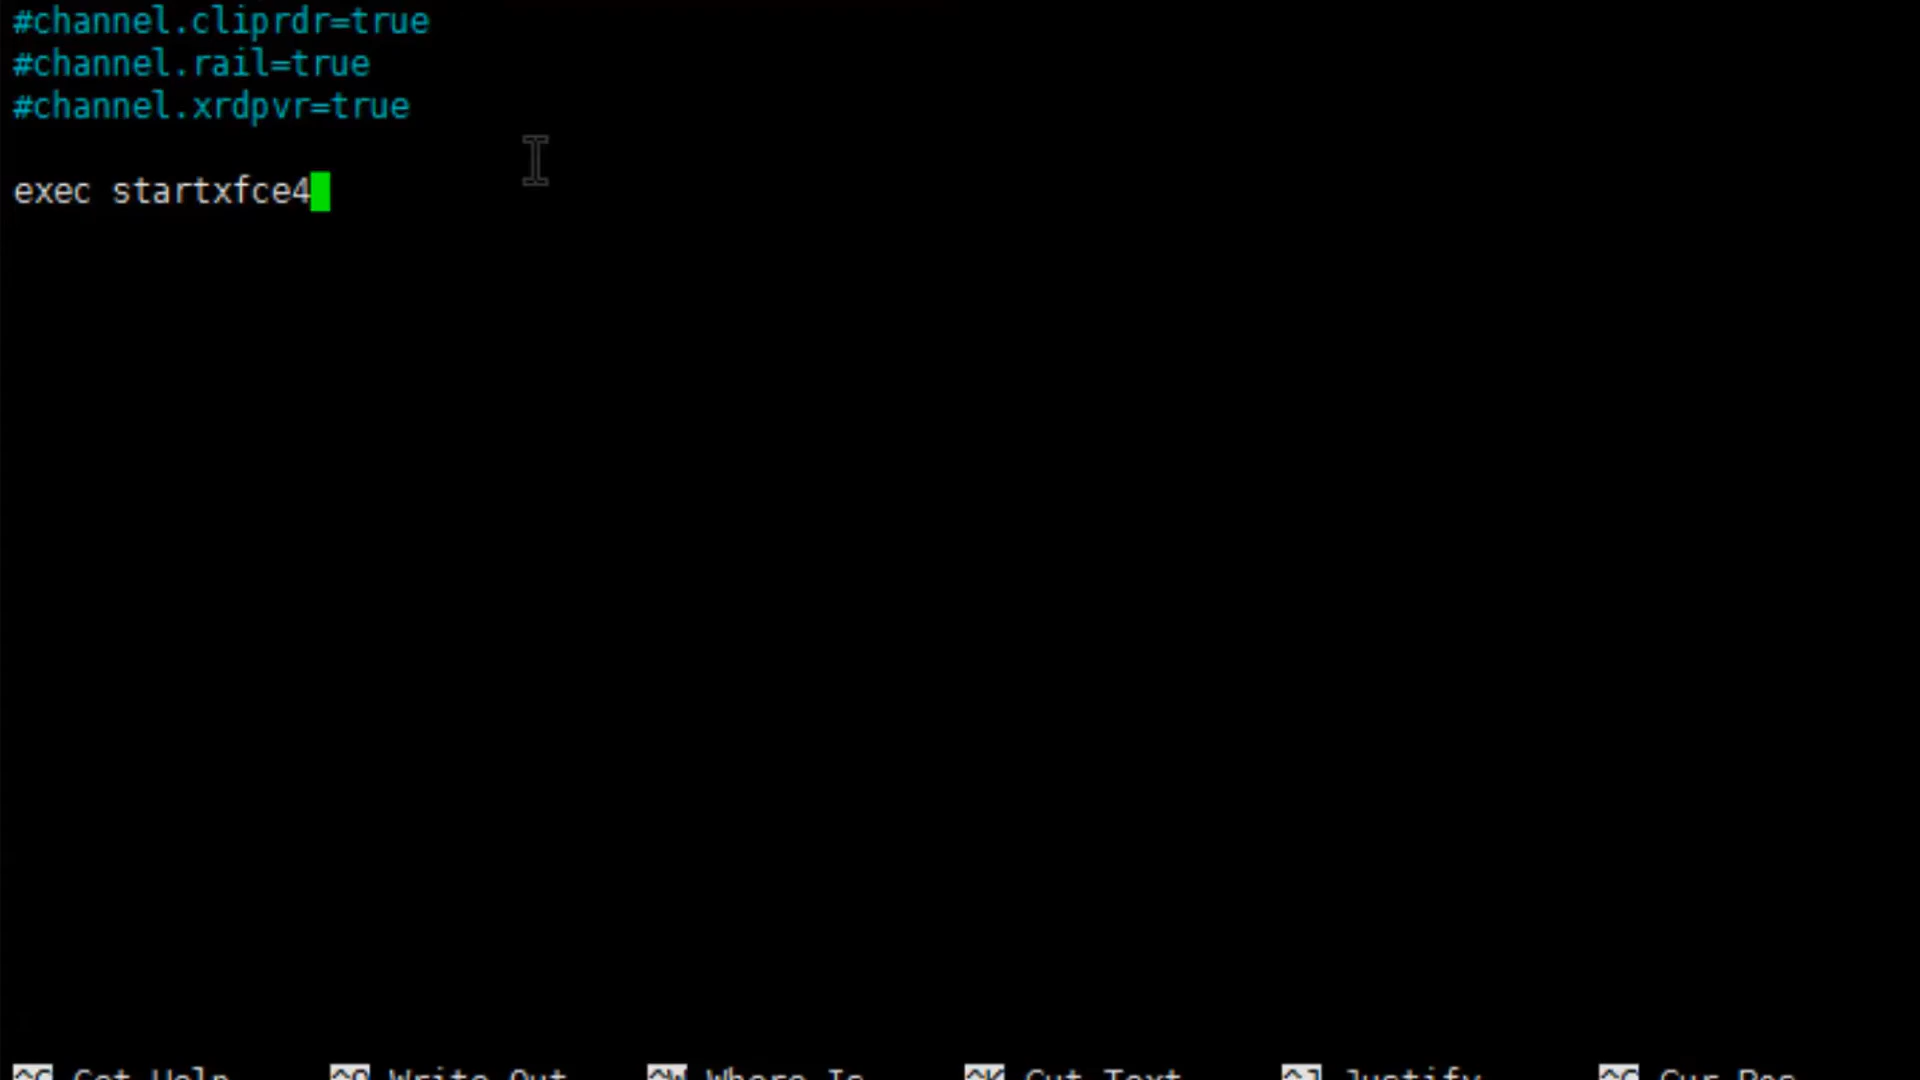 #channel.cliprdr=true
#channel.rail=true
#channel.xrdpvr=true
exec startxfce4
^G Get Help ^O Write Out ^W Where Is ^K Cut Text ^J Justify ^C Cur Pos